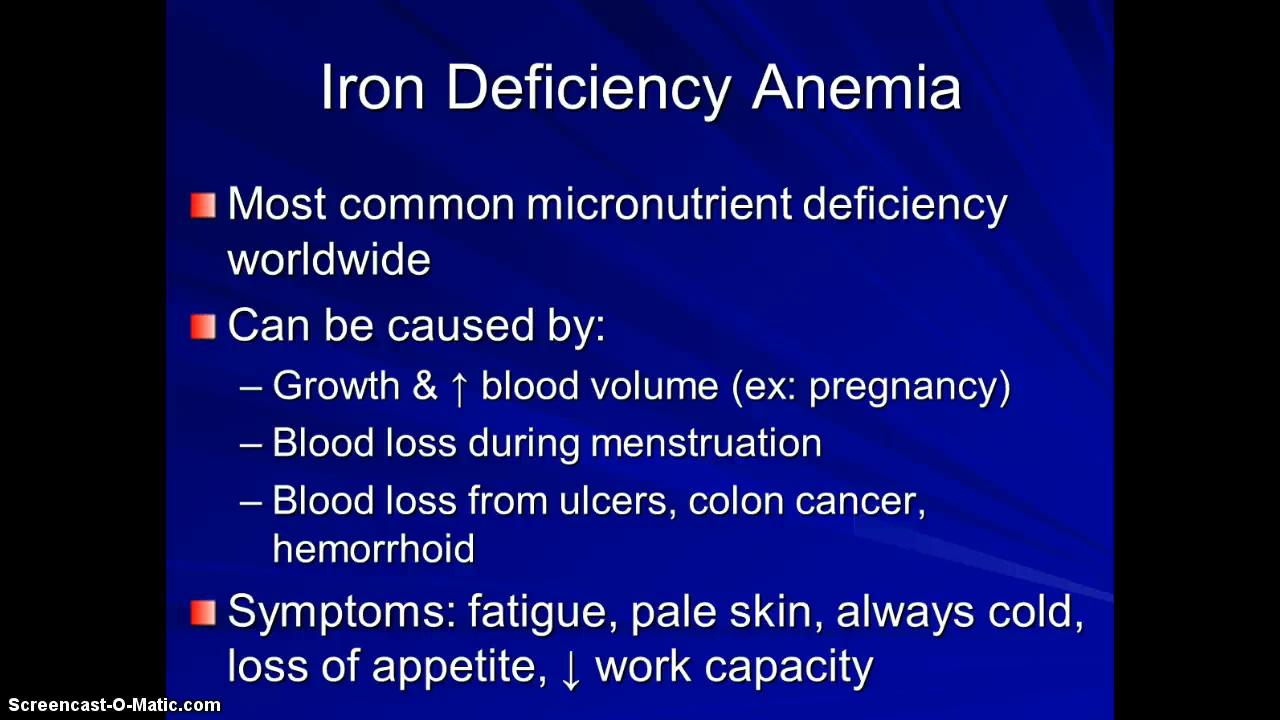 Iron Deficiency Anemia
Most common micronutrient deficiency
worldwide
Can be caused by:
– Growth & ↑ blood volume (ex: pregnancy)
– Blood loss during menstruation
– Blood loss from ulcers, colon cancer,
hemorrhoid
Symptoms: fatigue, pale skin, always cold,
loss of appetite, ↓ work capacity
Screencast-O-Matic.com